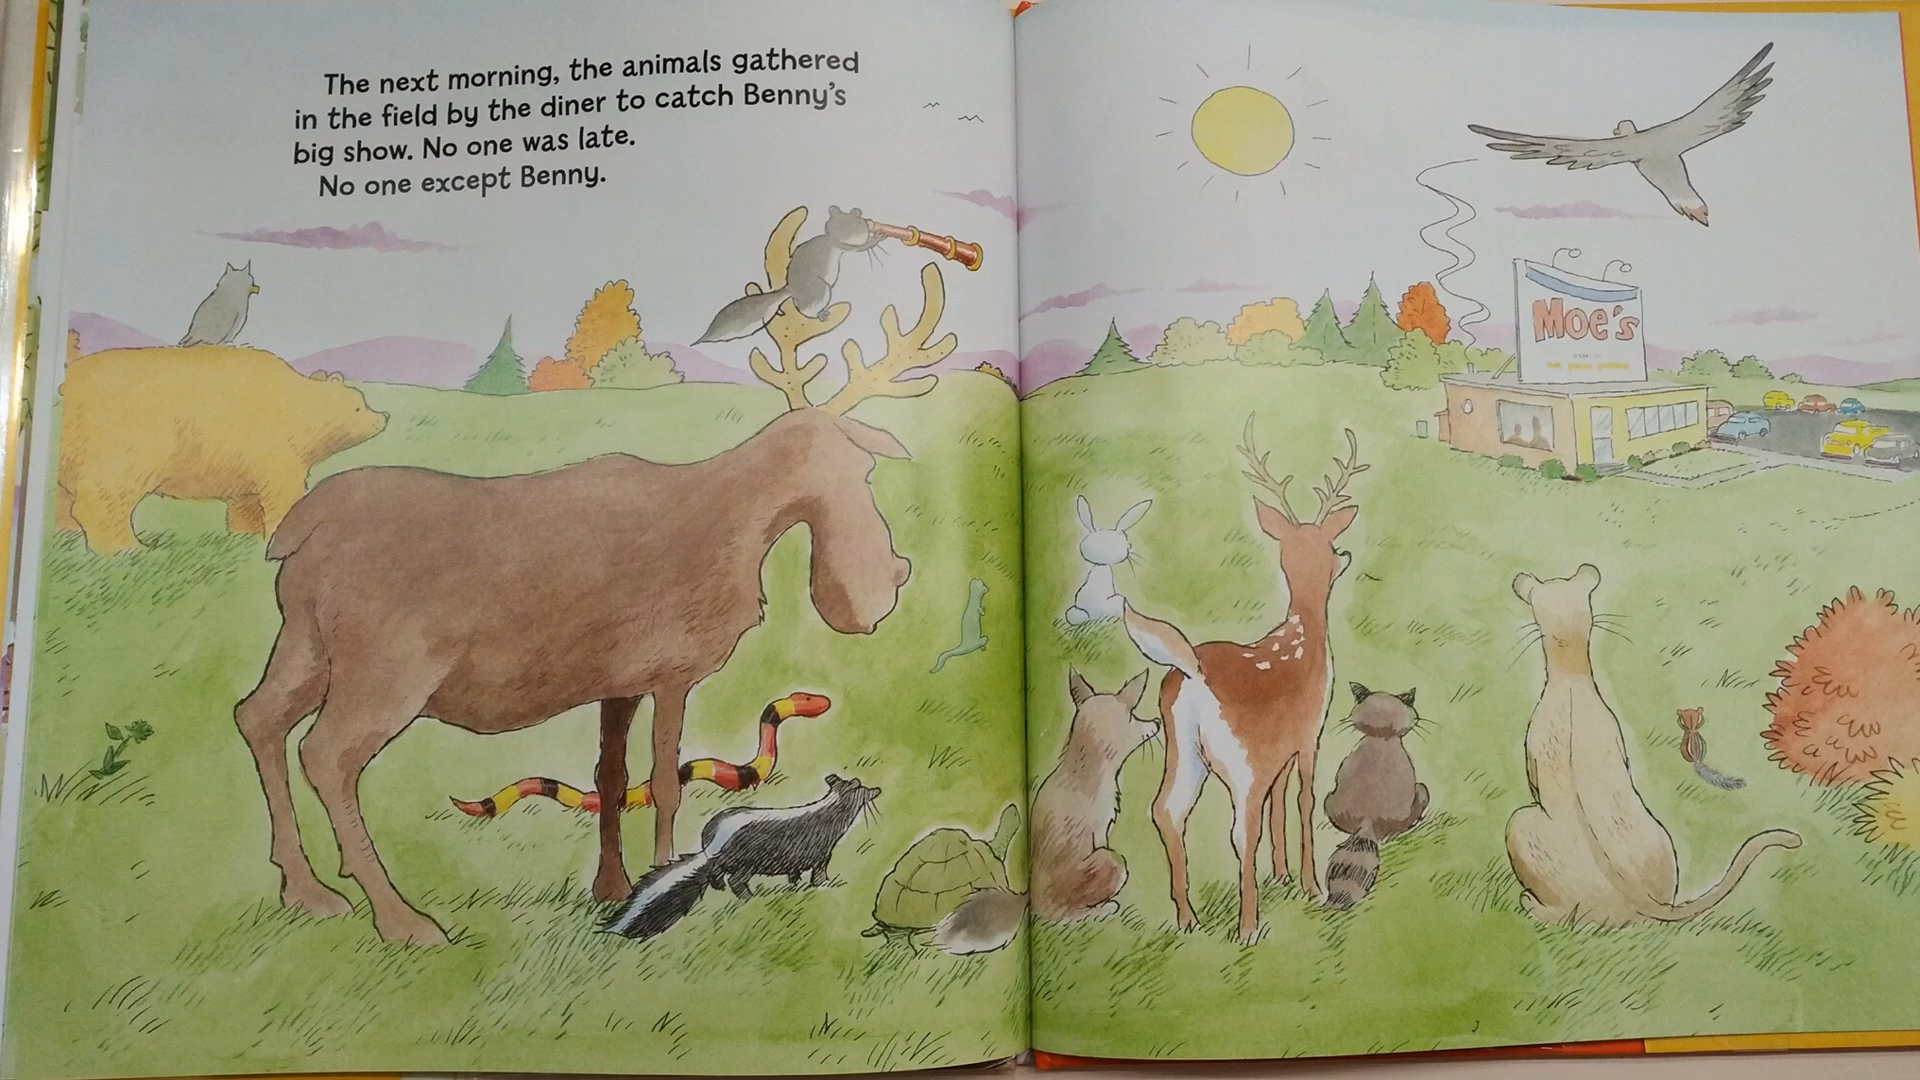 The next morning, the animals gathered
in the field by the diner to catch Benny's
big show. No one was late.
No one except Benny.
Moe's